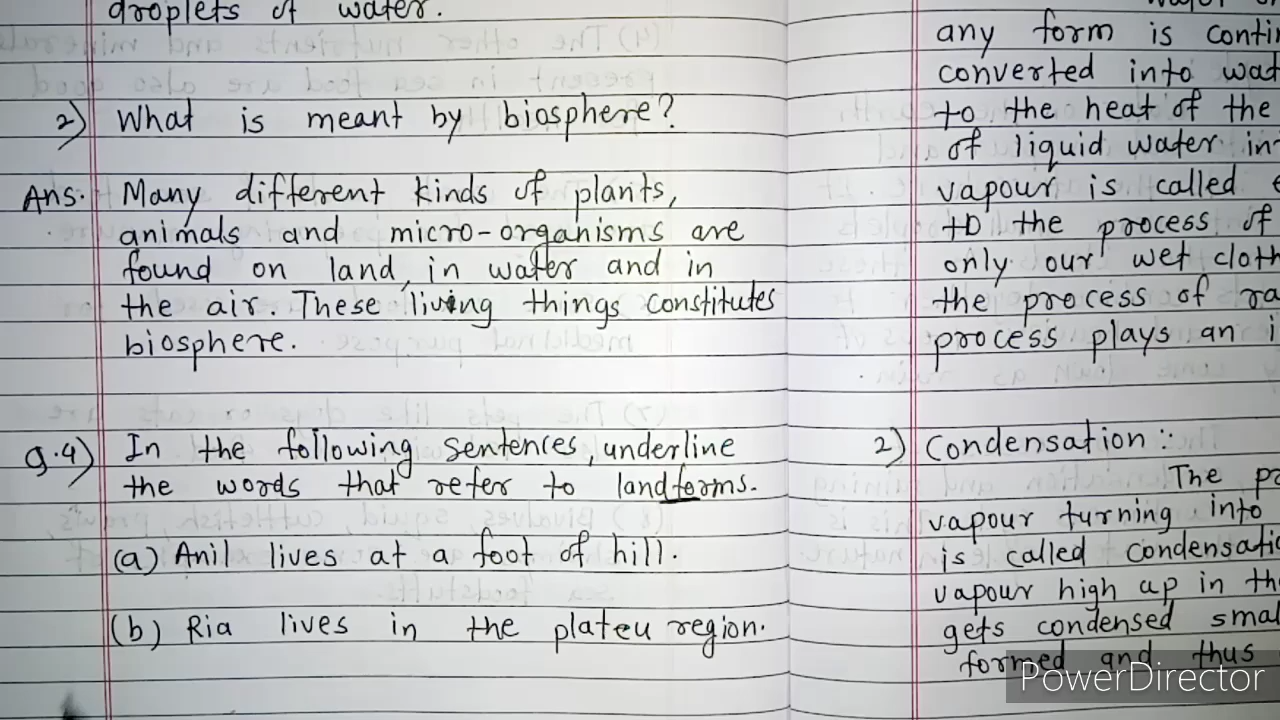 droplets of water.
2) What is meant by biosphere?
Ans. Many different kinds of plants,
animals and micro-organisms are
found on land, in water and in
the air. These living things constitutes
biosphere.
Q.4) In the following sentences, underline
the words that refer to landforms.
(a) Anil lives at a foot of hill.
(b) Ria lives in the plateu region.
any form is contin
converted into wat
to the heat of the
of liquid water in
vapour is called
to the process of
only our wet cloth
the process of ra
process plays an i
2) Condensation :
The po
vapour turning into
is called condensatio
vapour high up in th
gets condensed smal
formed and thus
PowerDirector